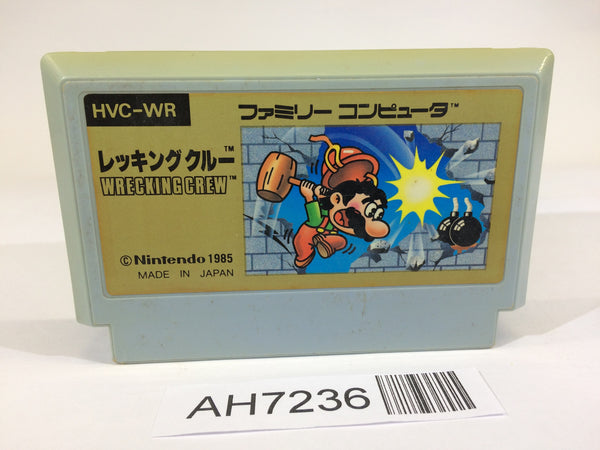 HVC-WR
ファミリー コンピュータ™
レッキングクルー™
WRECKING CREW™
©Nintendo 1985
MADE IN JAPAN
AH7236